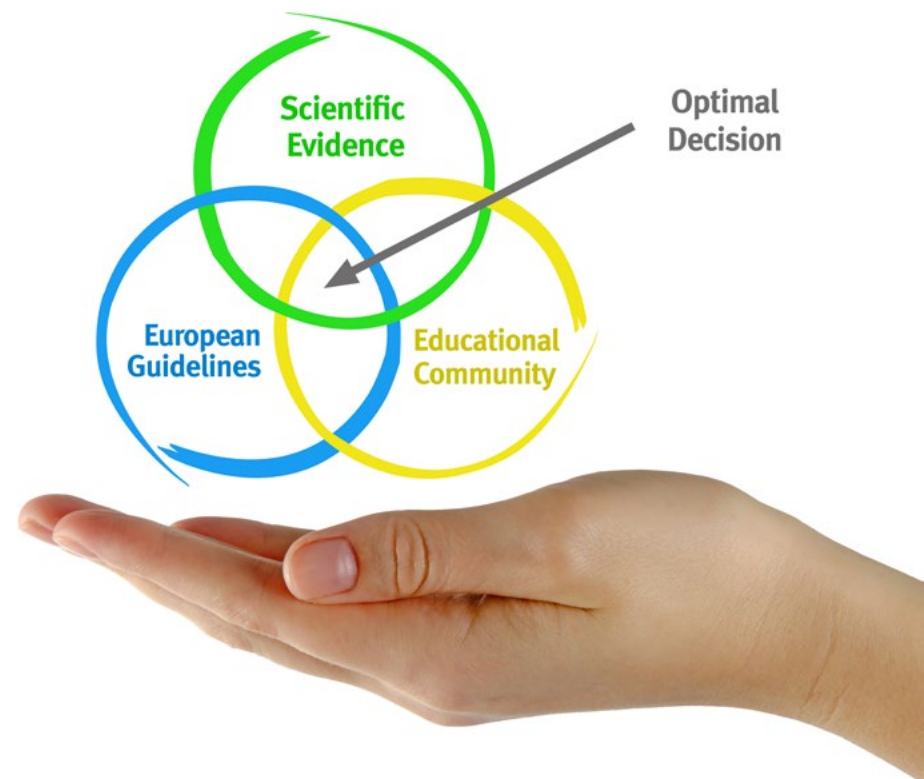 Scientific
Evidence
Optimal
Decision
European
Guidelines
Educational
Community